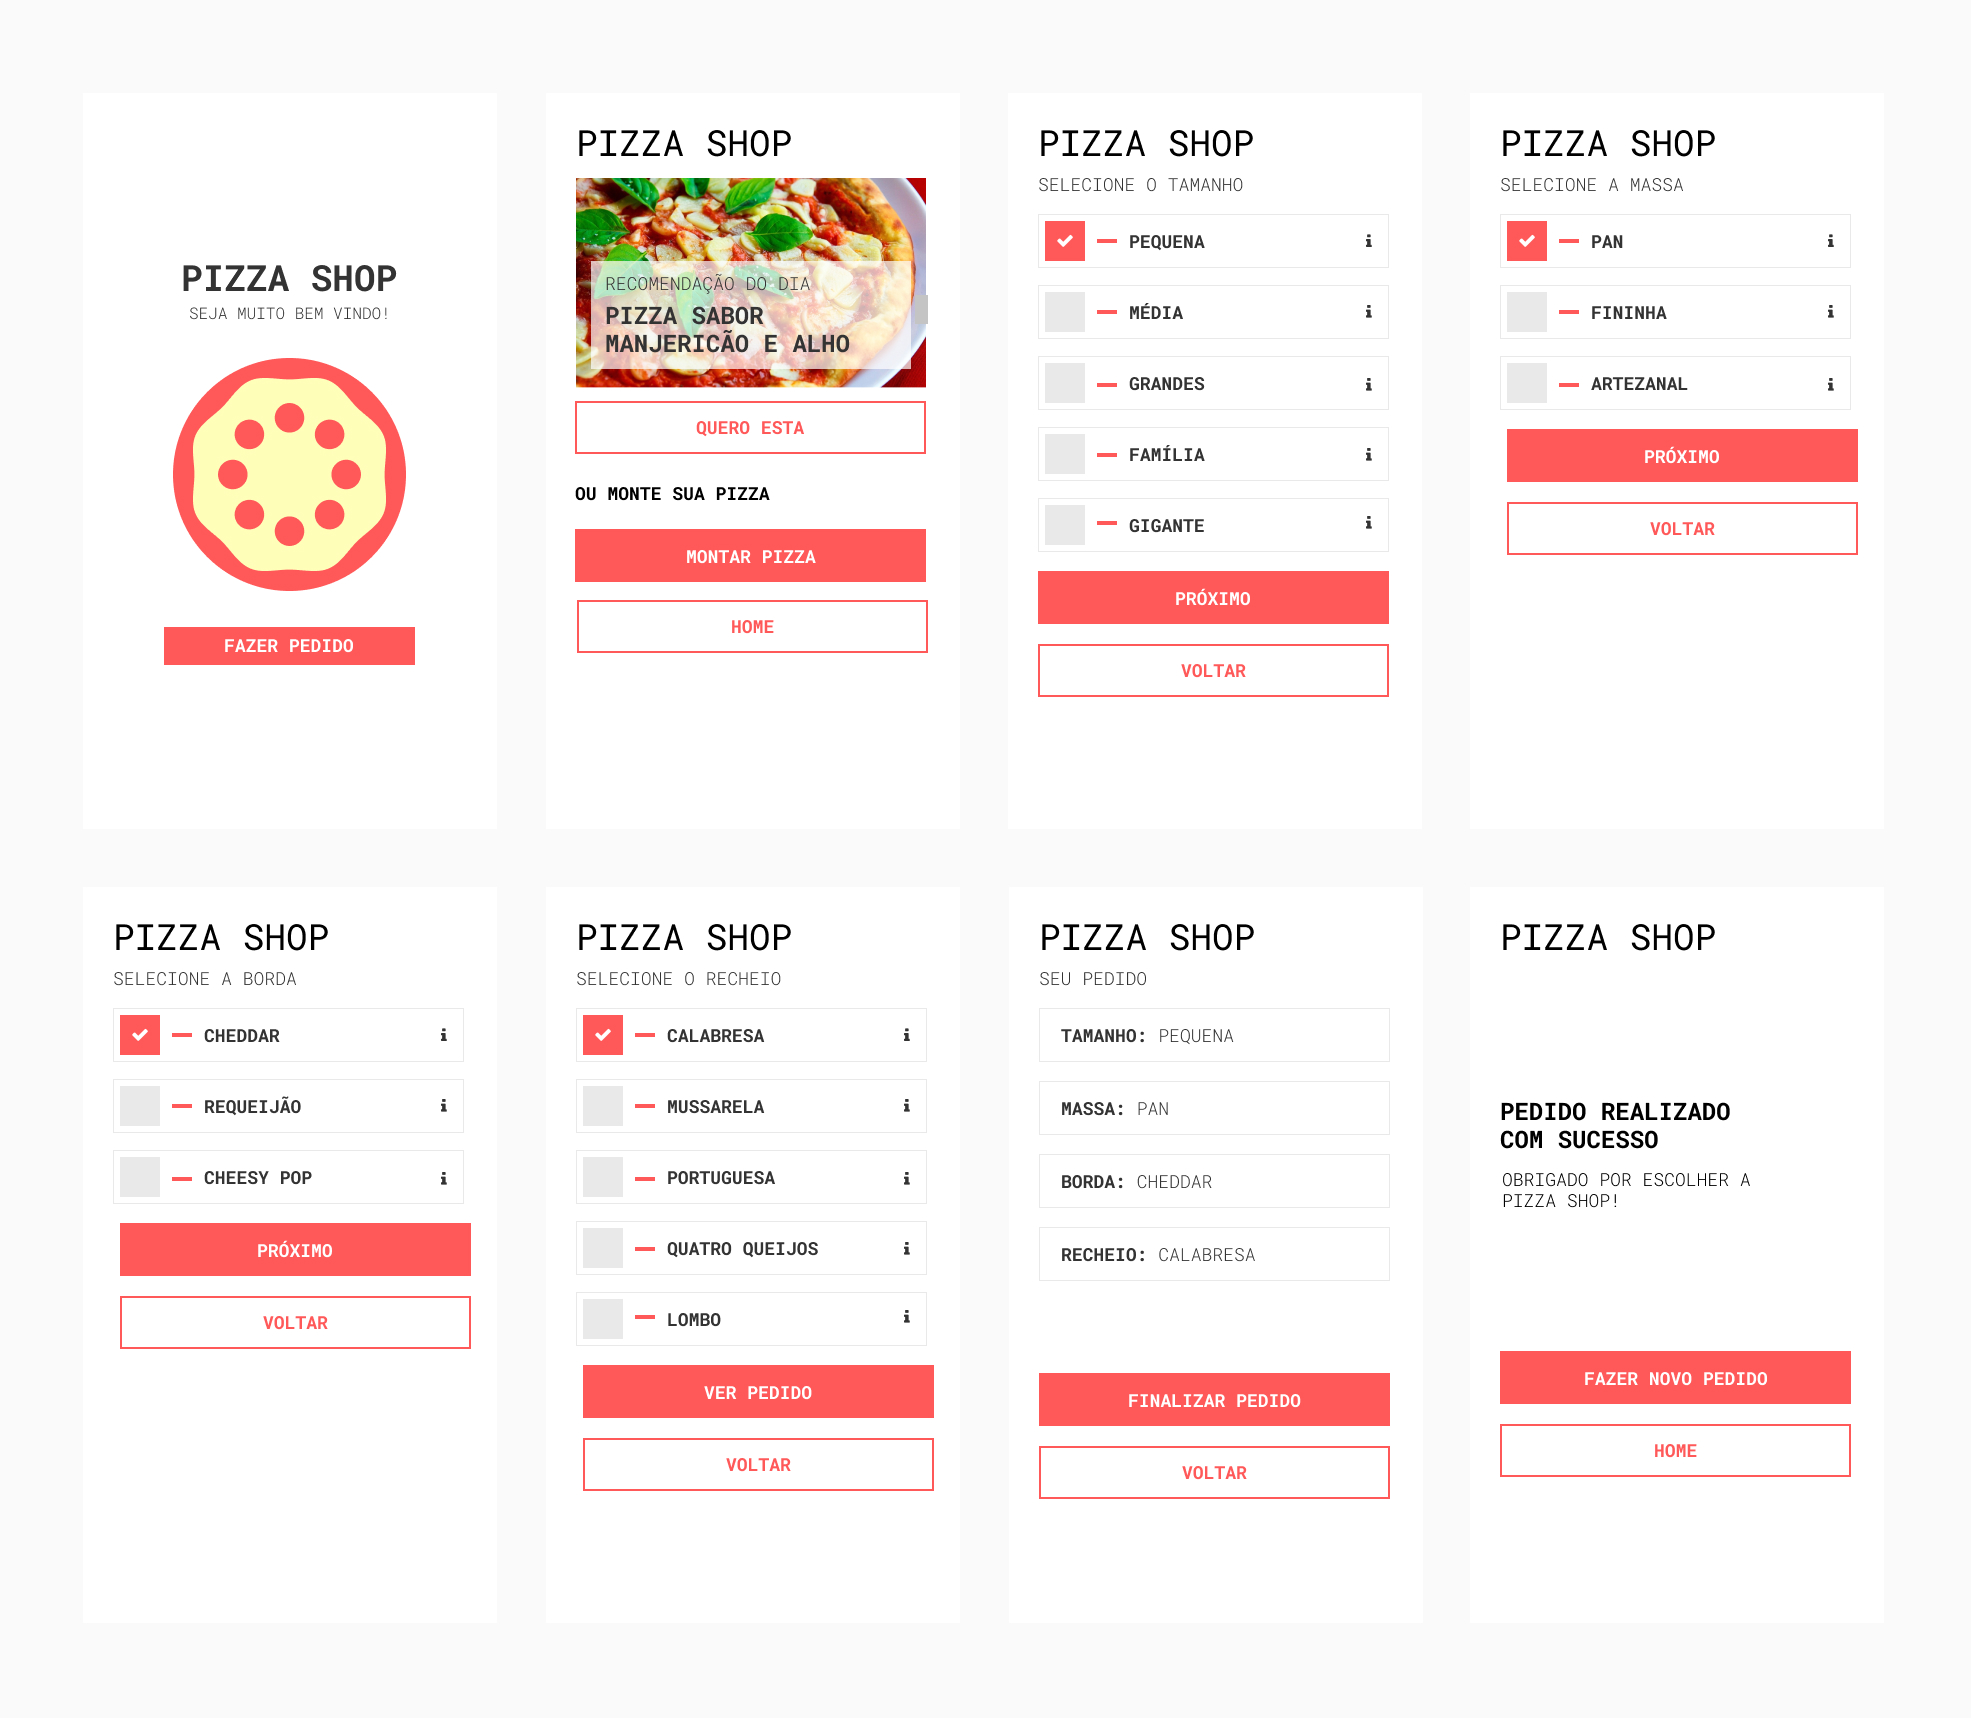 PIZZA SHOP
SEJA MUITO BEM VINDO!
FAZER PEDIDO
PIZZA SHOP
RECOMENDAÇÃO DO DIA
PIZZA SABOR
MANJERICÃO E ALHO
QUERO ESTA
OU MONTE SUA PIZZA
MONTAR PIZZA
HOME
PIZZA SHOP
SELECIONE O TAMANHO
PEQUENA
MÉDIA
GRANDES
FAMÍLIA
GIGANTE
PRÓXIMO
VOLTAR
PIZZA SHOP
SELECIONE A MASSA
PAN
FININHA
ARTEZANAL
PRÓXIMO
VOLTAR
PIZZA SHOP
SELECIONE A BORDA
CHEDDAR
REQUEIJÃO
CHEESY POP
PRÓXIMO
VOLTAR
PIZZA SHOP
SELECIONE O RECHEIO
CALABRESA
MUSSARELA
PORTUGUESA
QUATRO QUEIJOS
LOMBO
VER PEDIDO
VOLTAR
PIZZA SHOP
SEU PEDIDO
TAMANHO: PEQUENA
MASSA: PAN
BORDA: CHEDDAR
RECHEIO: CALABRESA
FINALIZAR PEDIDO
VOLTAR
PIZZA SHOP
PEDIDO REALIZADO
COM SUCESSO
OBRIGADO POR ESCOLHER A
PIZZA SHOP!
FAZER NOVO PEDIDO
HOME